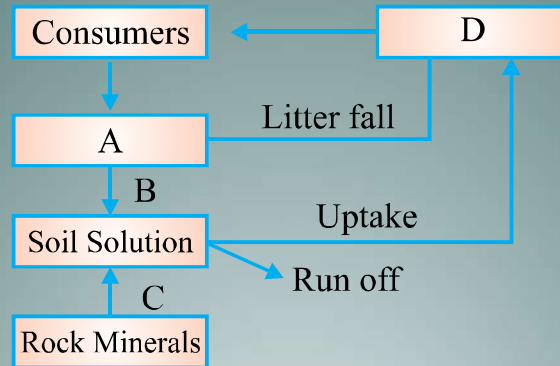 Consumers
D
A
Litter fall
B
Soil Solution
Uptake
Run off
C
Rock Minerals